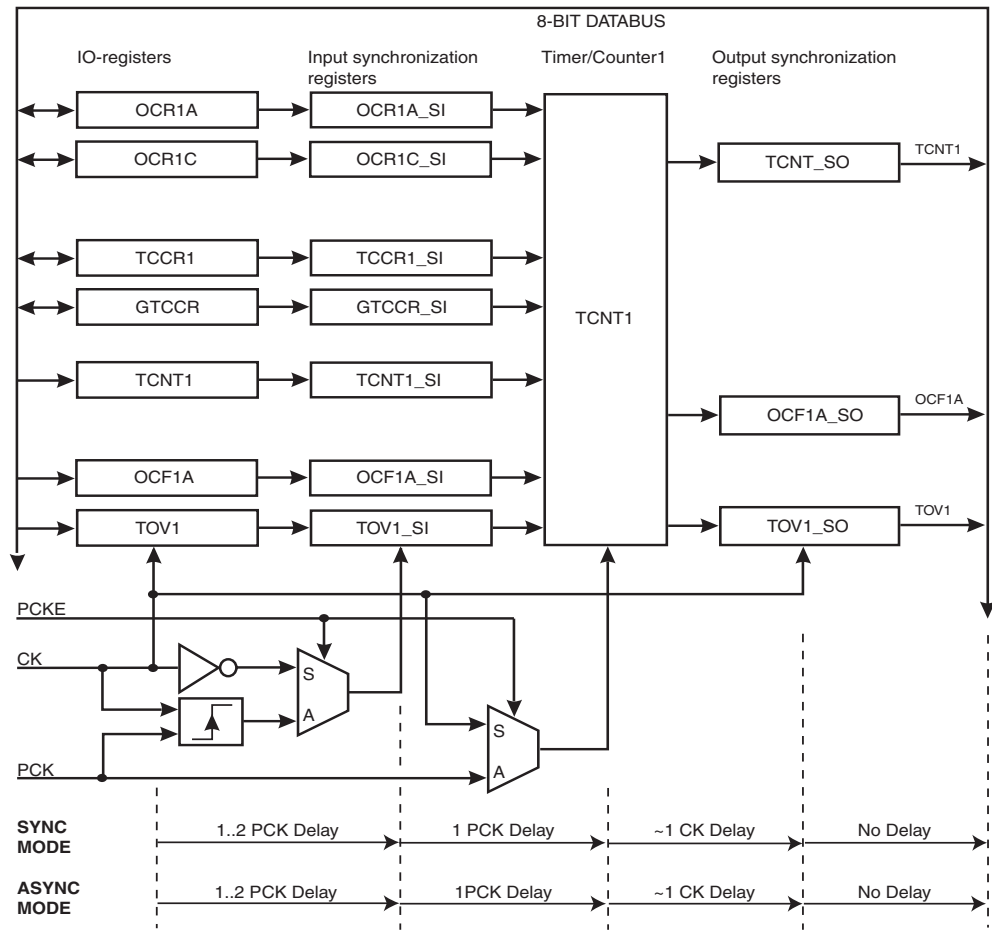 8-BIT DATABUS
IO-registers
Input synchronization
registers
Timer/Counter1
Output synchronization
registers
OCR1A
OCR1A_SI
OCR1C
OCR1C_SI
TCNT_SO
TCNT1
TCCR1
TCCR1_SI
GTCCR
GTCCR_SI
TCNT1
TCNT1
TCNT1_SI
OCF1A_SO
OCF1A
OCF1A
OCF1A_SI
TOV1
TOV1_SI
TOV1_SO
TOV1
PCKE
CK
S
A
S
A
PCK
SYNC
MODE
1..2 PCK Delay
1 PCK Delay
~1 CK Delay
No Delay
ASYNC
MODE
1..2 PCK Delay
1PCK Delay
~1 CK Delay
No Delay